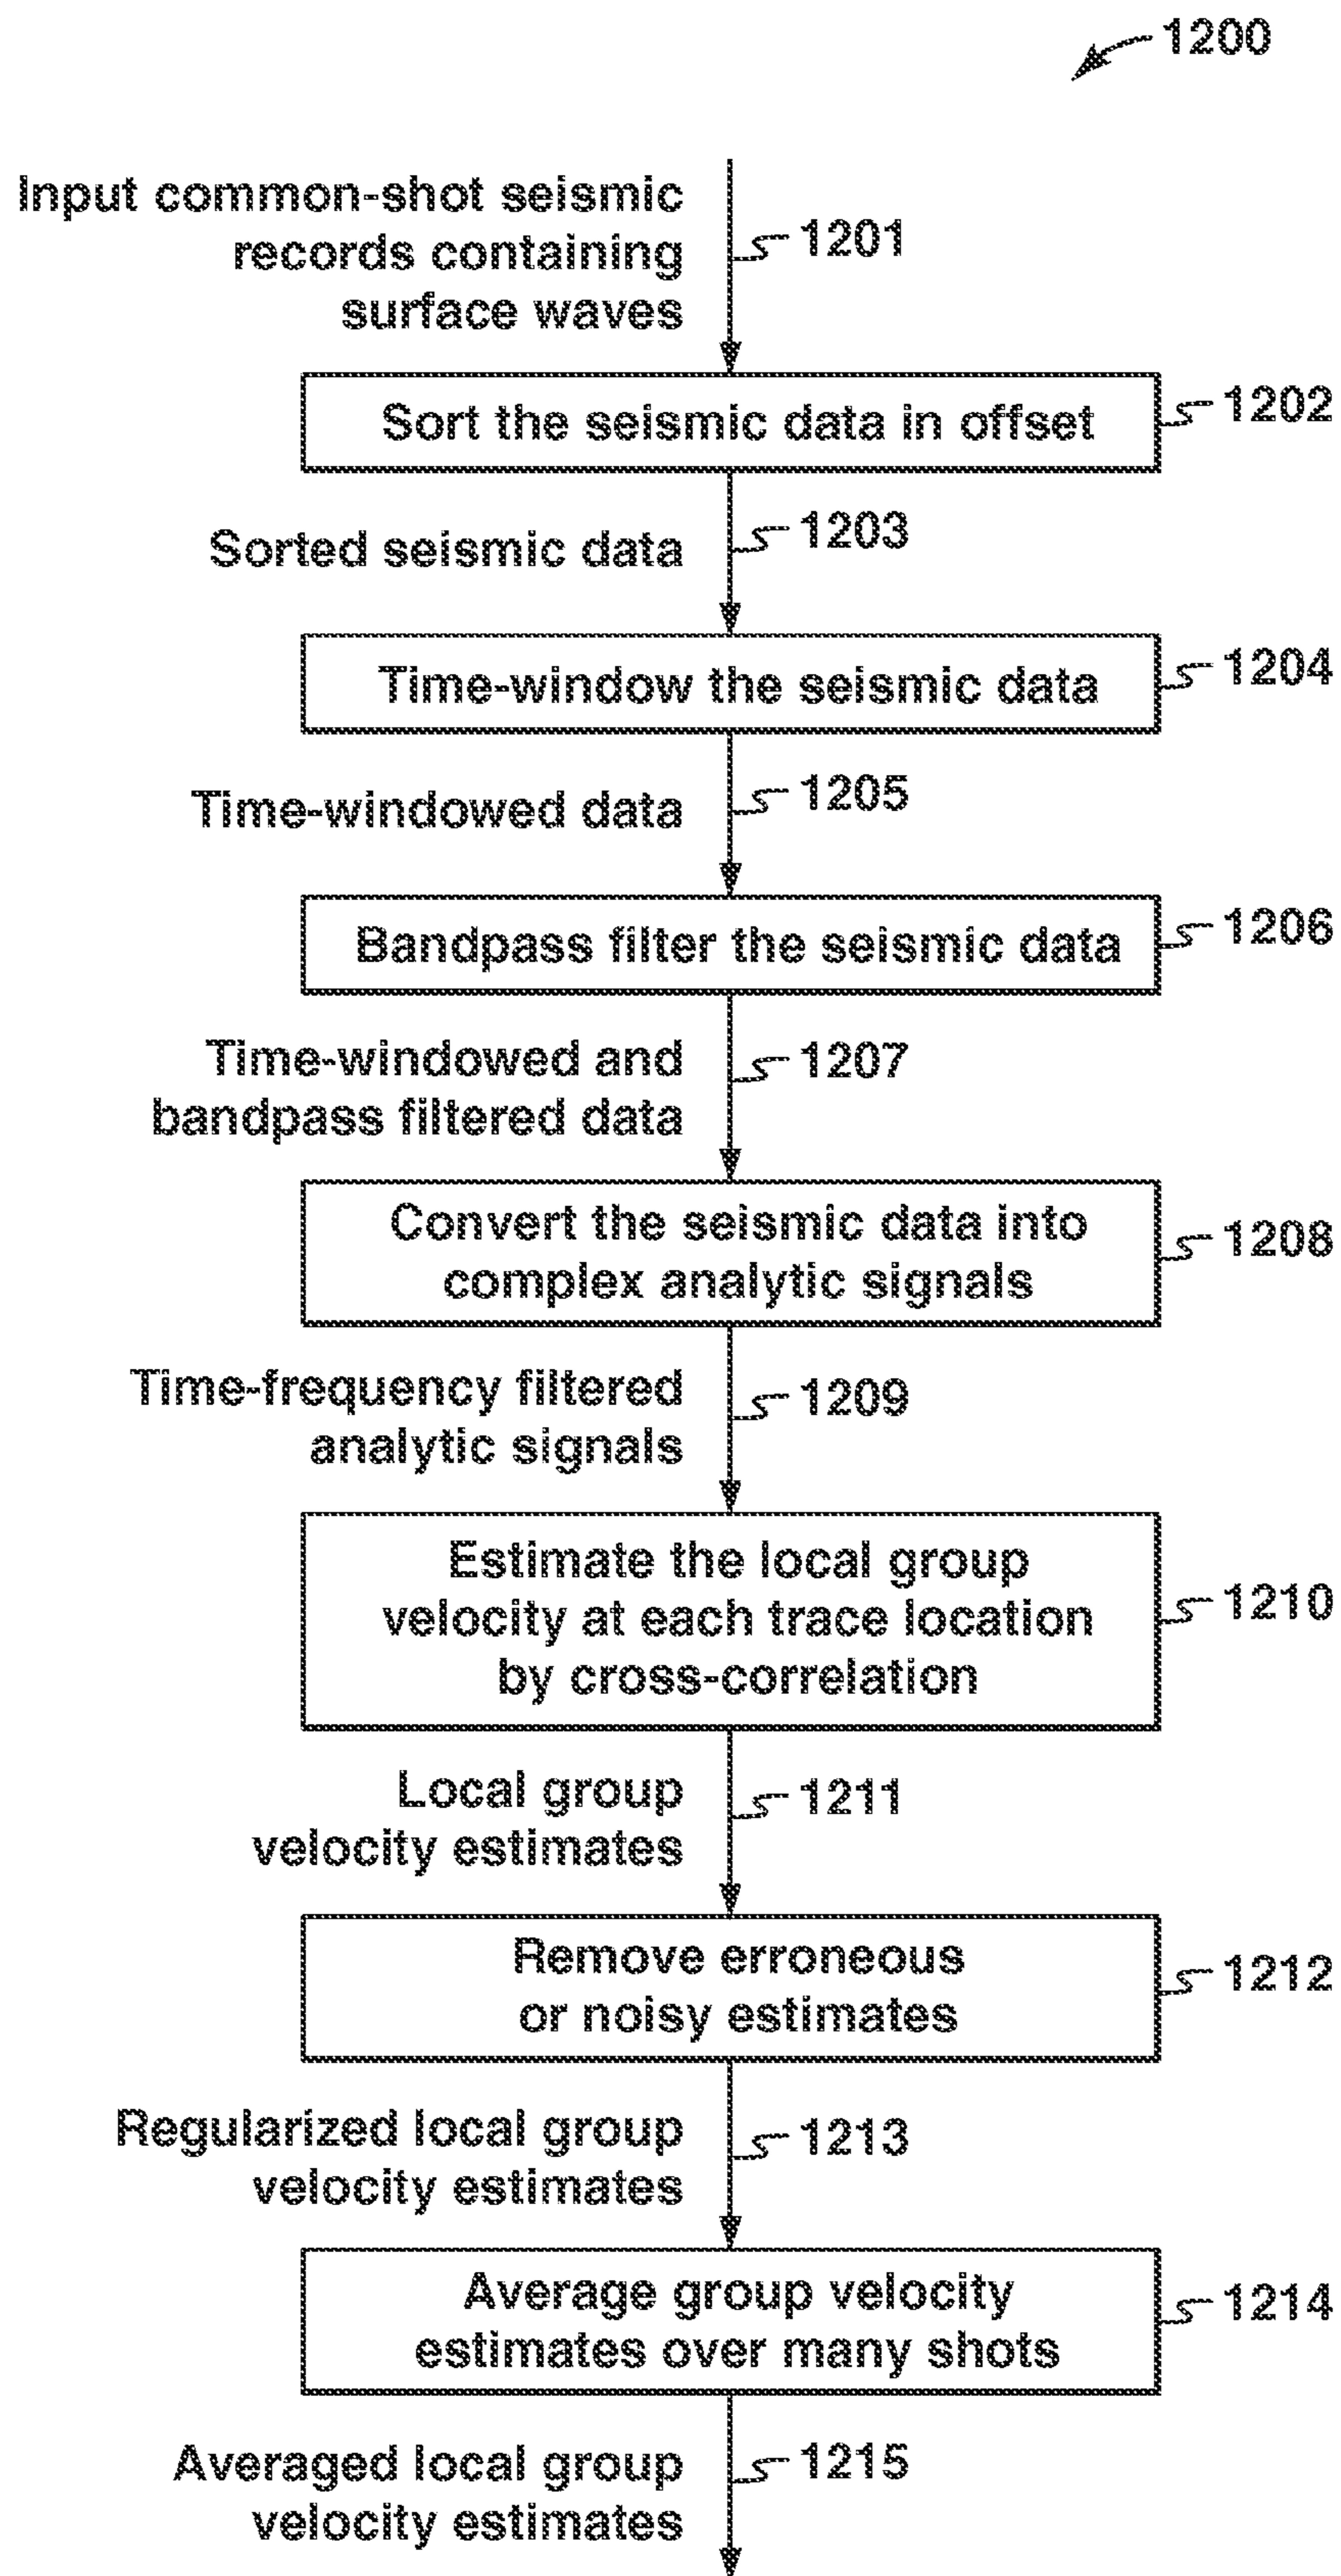 1200
Input common-shot seismic
records containing
surface waves
1201
Sort the seismic data in offset
1202
Sorted seismic data
1203
Time-window the seismic data
1204
Time-windowed data
1205
Bandpass filter the seismic data
1206
Time-windowed and
bandpass filtered data
1207
Convert the seismic data into
complex analytic signals
1208
Time-frequency filtered
analytic signals
1209
Estimate the local group
velocity at each trace location
by cross-correlation
1210
Local group
velocity estimates
1211
Remove erroneous
or noisy estimates
1212
Regularized local group
velocity estimates
1213
Average group velocity
estimates over many shots
1214
Averaged local group
velocity estimates
1215